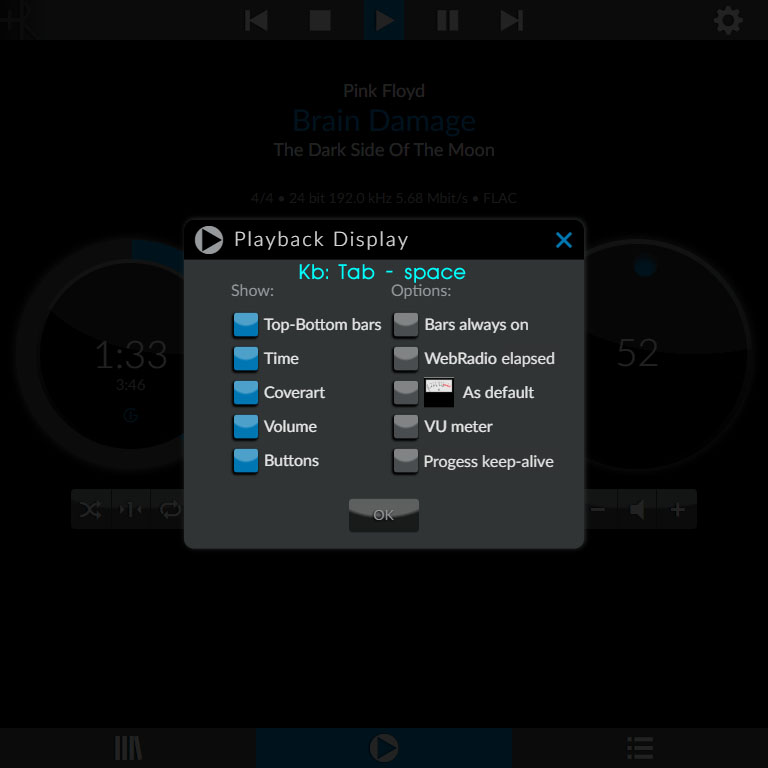 Pink Floyd
Brain Damage
The Dark Side Of The Moon
4/4 • 24 bit 192.0 kHz 5.68 Mbit/s • FLAC
Playback Display
Kb: Tab - space
Show:
Options:
Top-Bottom bars
Bars always on
Time
WebRadio elapsed
Coverart
As default
Volume
VU meter
Buttons
Progess keep-alive
OK
1:33
3:46
52